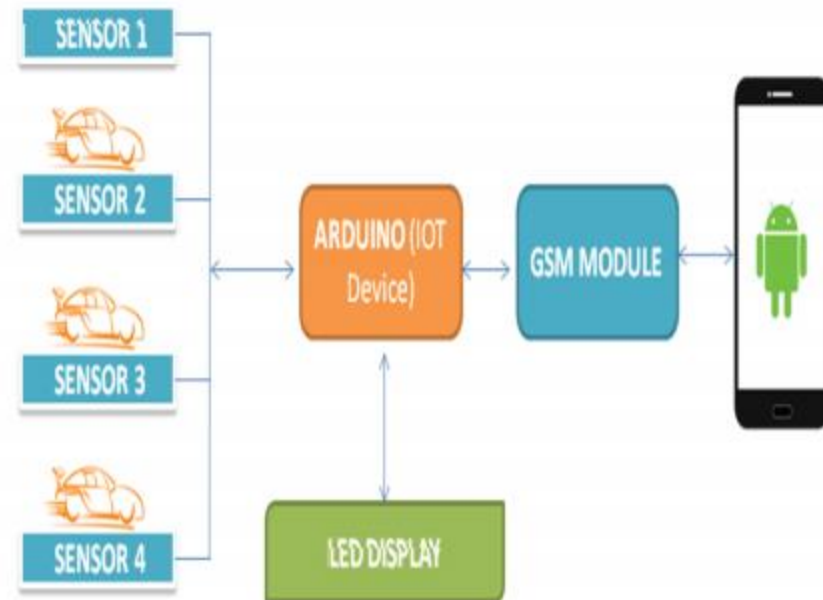 SENSOR 1
SENSOR 2
SENSOR 3
SENSOR 4
ARDUINO (IOT
Device)
GSM MODULE
LED DISPLAY